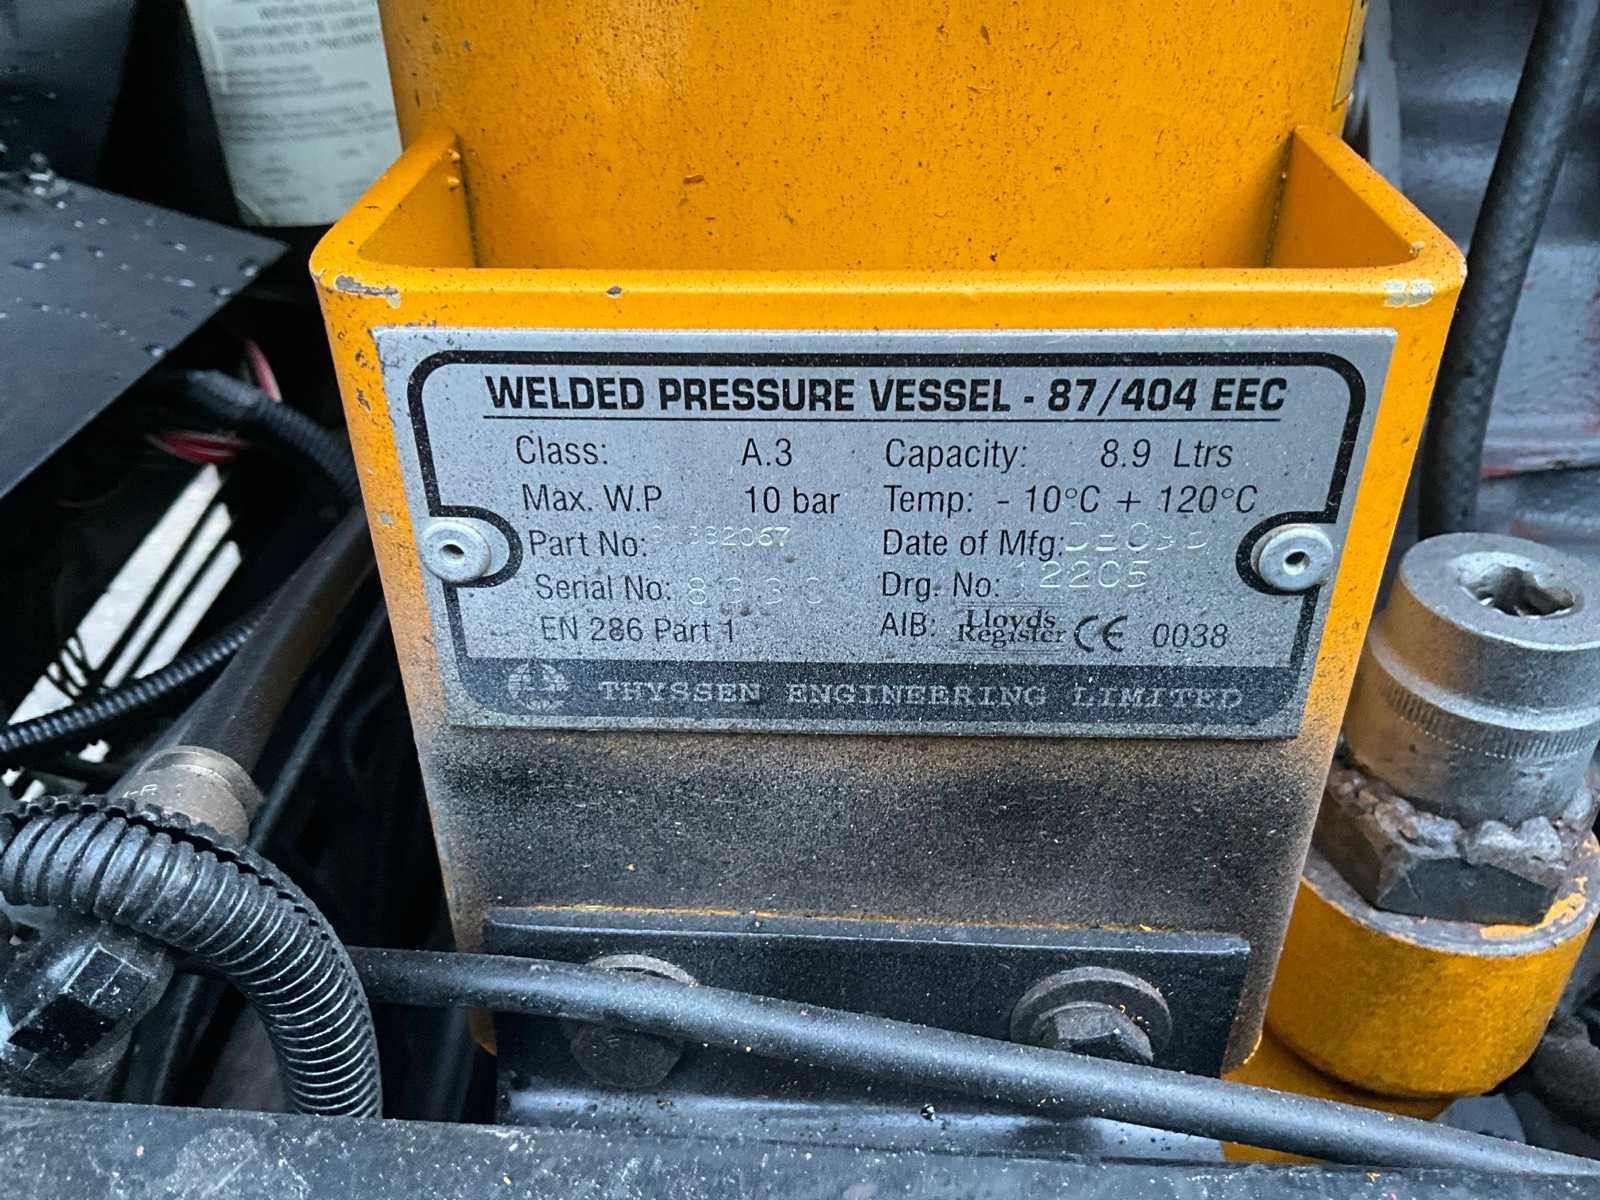 WELDED PRESSURE VESSEL - 87/404 EEC
Class: A.3 Capacity: 8.9 Ltrs
Max. W.P 10 bar Temp: - 10°C + 120°C
Part No: Date of Mfg:
Serial No: Drg. No: 12205
EN 286 Part 1 AIB: Lloyds Register CE 0038
THYSSEN ENGINEERING LIMITED